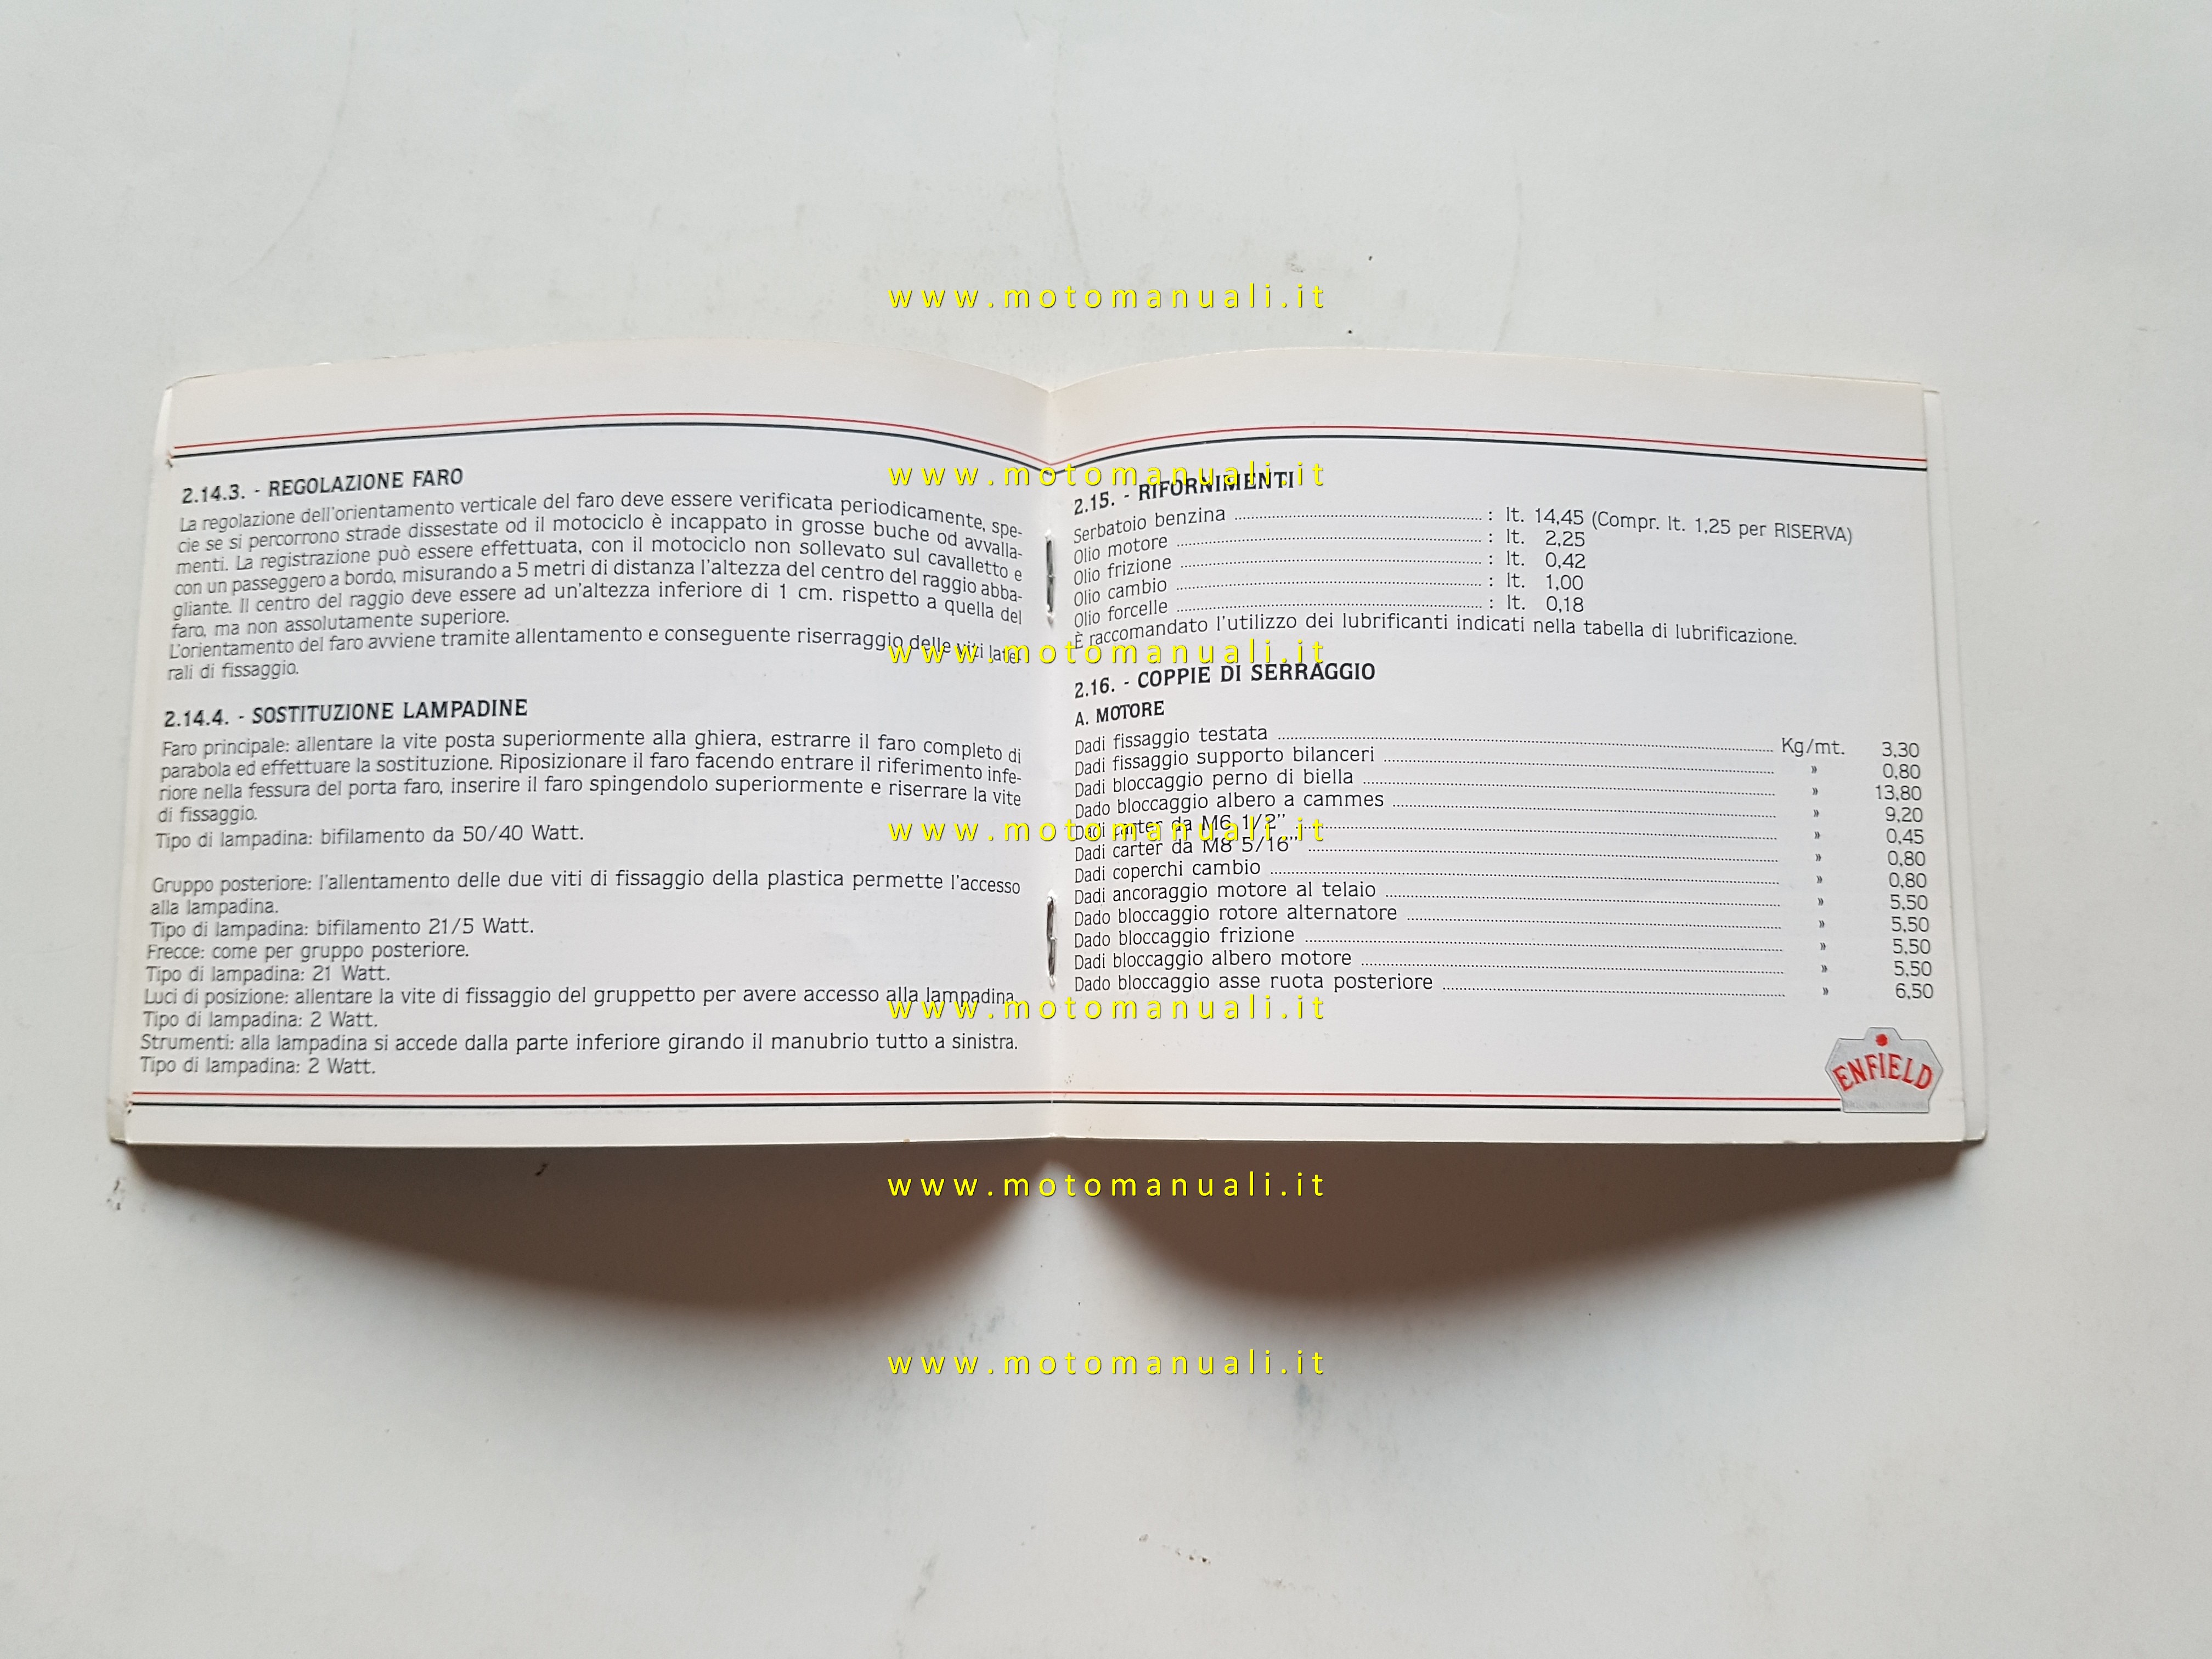 www.motomanuali.it
2.14.3. - REGOLAZIONE FARO
La regolazione dell'orientamento verticale del faro deve essere verificata periodicamente, spe-
cie se si percorrono strade dissestate od il motociclo è incappato in grosse buche od avvalla-
menti. La registrazione può essere effettuata, con il motociclo non sollevato sul cavalletto e
con un passeggero a bordo, misurando a 5 metri di distanza l'altezza del centro del raggio abba-
gliante. Il centro del raggio deve essere ad un'altezza inferiore di 1 cm. rispetto a quella del
faro, ma non assolutamente superiore.
L'orientamento del faro avviene tramite allentamento e conseguente riserraggio delle viti late-
rali di fissaggio.
2.14.4. - SOSTITUZIONE LAMPADINE
Faro principale: allentare la vite posta superiormente alla ghiera, estrarre il faro completo di
parabola ed effettuare la sostituzione. Riposizionare il faro facendo entrare il riferimento infe-
riore nella fessura del porta faro, inserire il faro spingendolo superiormente e riserrare la vite
di fissaggio.
Tipo di lampadina: bifilamento da 50/40 Watt.
Gruppo posteriore: l'allentamento delle due viti di fissaggio della plastica permette l'accesso
alla lampadina.
Tipo di lampadina: bifilamento 21/5 Watt.
Frecce: come per gruppo posteriore.
Tipo di lampadina: 21 Watt.
Luci di posizione: allentare la vite di fissaggio del gruppetto per avere accesso alla lampadina.
Tipo di lampadina: 2 Watt.
Strumenti: alla lampadina si accede dalla parte inferiore girando il manubrio tutto a sinistra.
Tipo di lampadina: 2 Watt.
www.motomanuali.it
2.15. - RIFORNIMENTI
Serbatoio benzina : lt. 14,45 (Compr. lt. 1,25 per RISERVA)
Olio motore : lt. 2,25
Olio frizione : lt. 0,42
Olio cambio : lt. 1,00
Olio forcelle : lt. 0,18
È raccomandato l'utilizzo dei lubrificanti indicati nella tabella di lubrificazione.
www.motomanuali.it
2.16. - COPPIE DI SERRAGGIO
A. MOTORE
Dadi fissaggio testata Kg/mt. 3,30
Dadi fissaggio supporto bilanceri » 0,80
Dadi bloccaggio perno di biella » 13,80
Dado bloccaggio albero a cammes » 9,20
Dadi carter da M6 1/2'' » 0,45
www.motomanuali.it
Dadi carter da M8 5/16'' » 0,80
Dadi coperchi cambio » 0,80
Dadi ancoraggio motore al telaio » 5,50
Dado bloccaggio rotore alternatore » 5,50
Dado bloccaggio frizione » 5,50
Dadi bloccaggio albero motore » 5,50
Dado bloccaggio asse ruota posteriore » 6,50
www.motomanuali.it
ENFIELD
www.motomanuali.it
www.motomanuali.it